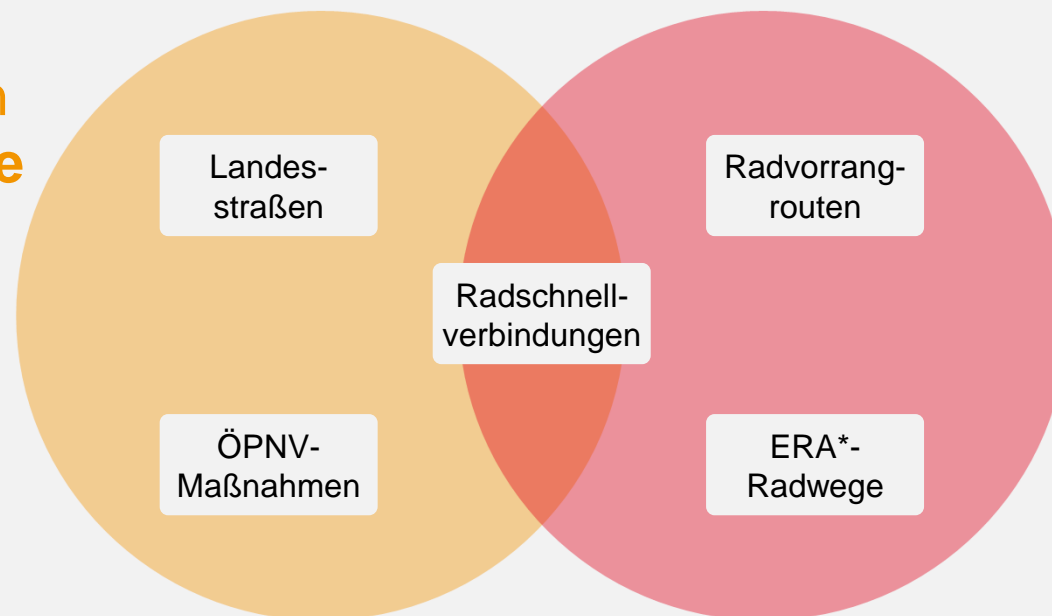 Landes-
straßen
Radvorrang-
routen
Radschnell-
verbindungen
ÖPNV-
Maßnahmen
ERA*-
Radwege